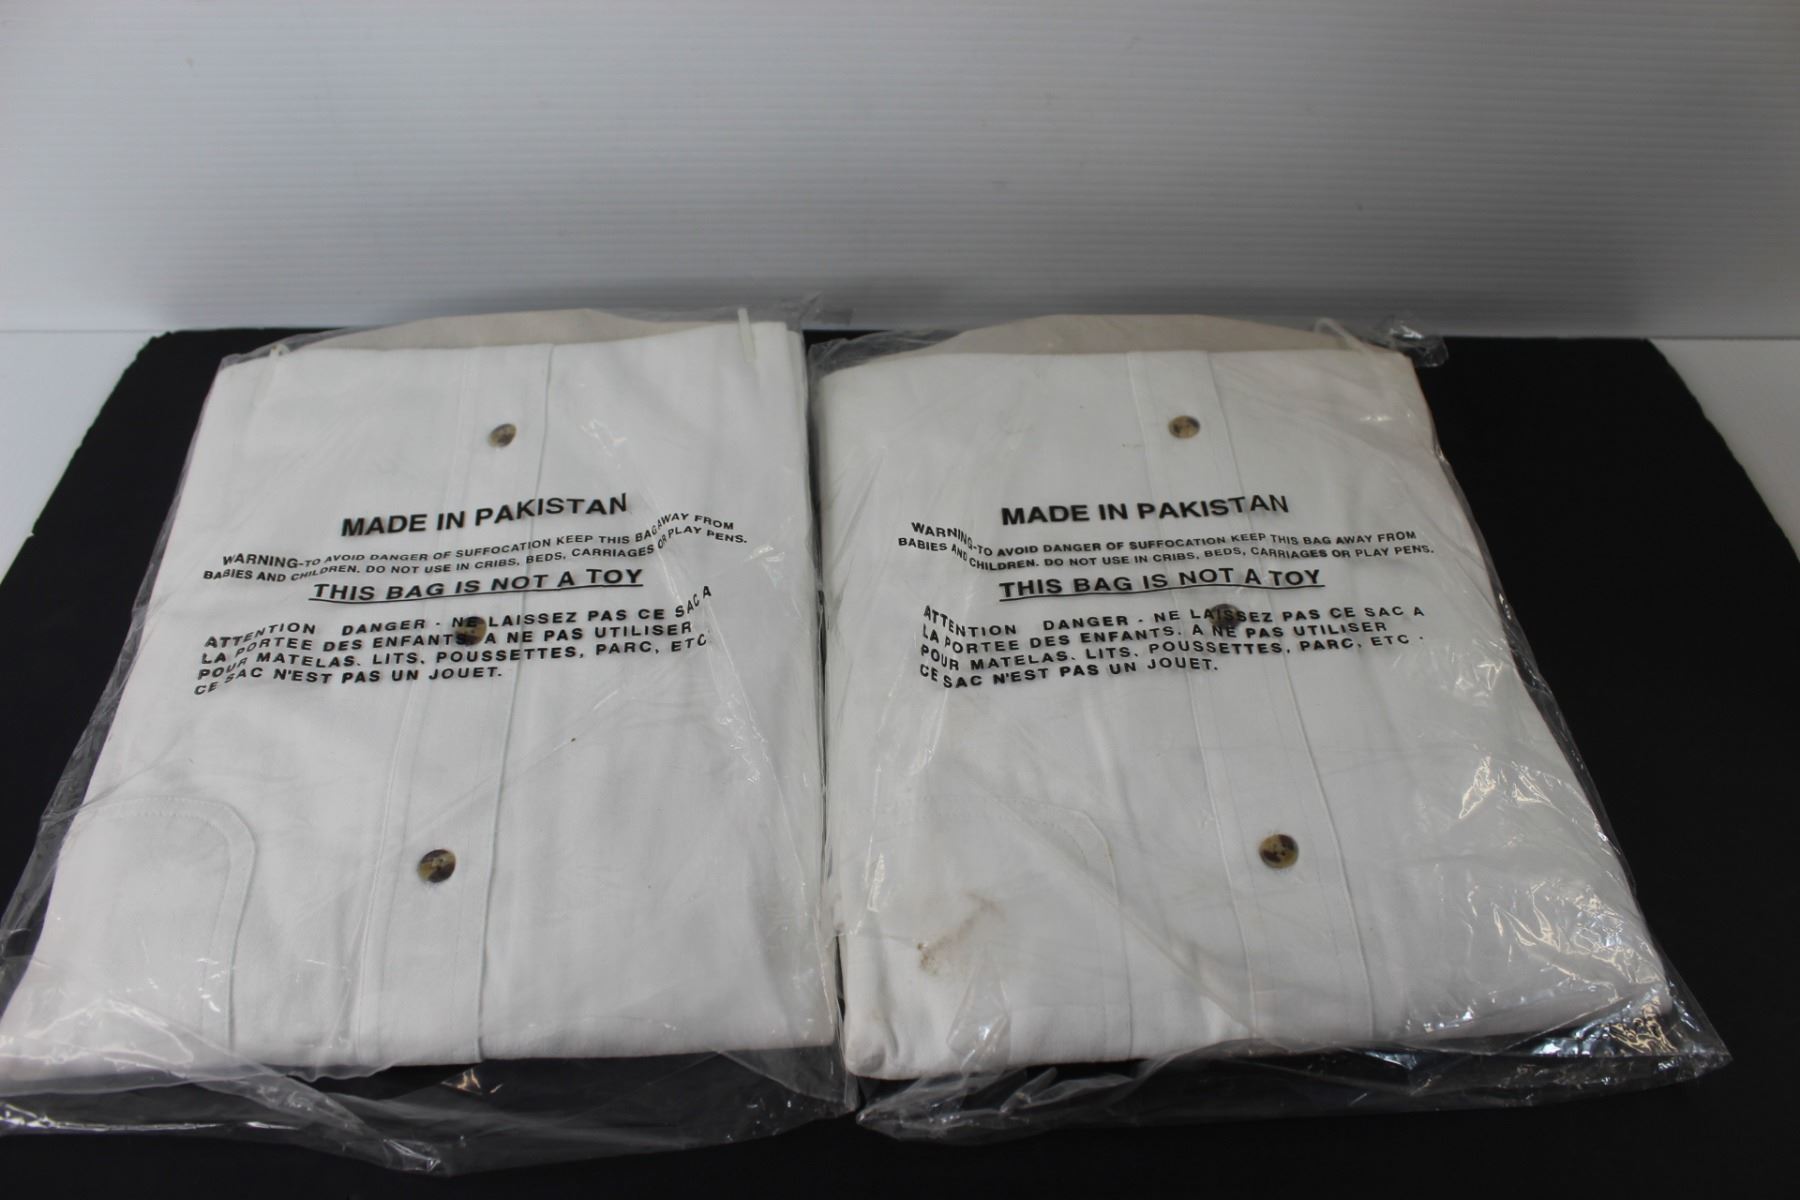 MADE IN PAKISTAN
WARNING-TO AVOID DANGER OF SUFFOCATION KEEP THIS BAG AWAY FROM
BABIES AND CHILDREN. DO NOT USE IN CRIBS, BEDS, CARRIAGES OR PLAY PENS.
THIS BAG IS NOT A TOY
ATTENTION DANGER - NE LAISSEZ PAS CE SAC A
LA PORTEE DES ENFANTS. A NE PAS UTILISER
POUR MATELAS. LITS, POUSSETTES, PARC, ETC.
CE SAC N'EST PAS UN JOUET.
MADE IN PAKISTAN
WARNING-TO AVOID DANGER OF SUFFOCATION KEEP THIS BAG AWAY FROM
BABIES AND CHILDREN. DO NOT USE IN CRIBS, BEDS, CARRIAGES OR PLAY PENS.
THIS BAG IS NOT A TOY
ATTENTION DANGER - NE LAISSEZ PAS CE SAC A
LA PORTEE DES ENFANTS. A NE PAS UTILISER
POUR MATELAS. LITS, POUSSETTES, PARC, ETC.
CE SAC N'EST PAS UN JOUET.